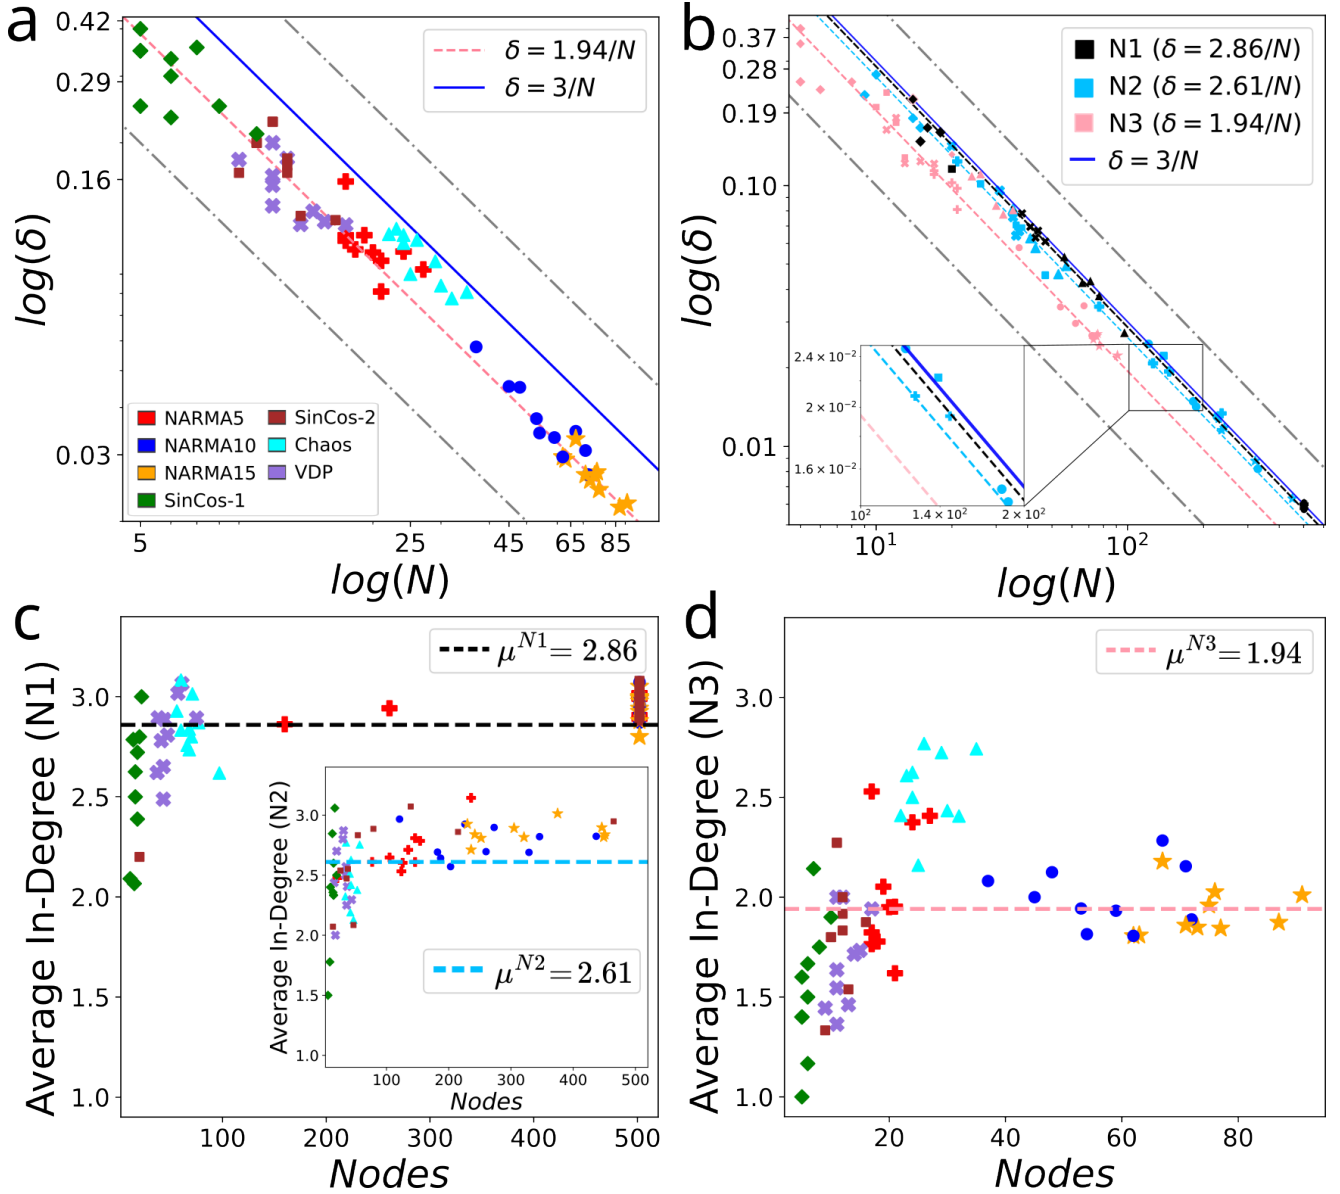 a
0.42
0.29
0.16
0.03
log(δ)
δ = 1.94/N
δ = 3/N
NARMA5
NARMA10
NARMA15
SinCos-1
SinCos-2
Chaos
VDP
5
25
45
65
85
log(N)
b
0.37
0.28
0.19
0.10
0.01
log(δ)
N1 (δ = 2.86/N)
N2 (δ = 2.61/N)
N3 (δ = 1.94/N)
δ = 3/N
2.4 × 10⁻²
2 × 10⁻²
1.6 × 10⁻²
10²
1.4 × 10²
2 × 10²
10¹
10²
log(N)
c
3.0
2.5
2.0
1.5
1.0
Average In-Degree (N1)
μᴺ¹ = 2.86
3.0
2.5
2.0
1.5
1.0
Average In-Degree (N2)
μᴺ² = 2.61
100
200
300
400
500
Nodes
100
200
300
400
500
Nodes
d
3.0
2.5
2.0
1.5
1.0
Average In-Degree (N3)
μᴺ³ = 1.94
20
40
60
80
Nodes